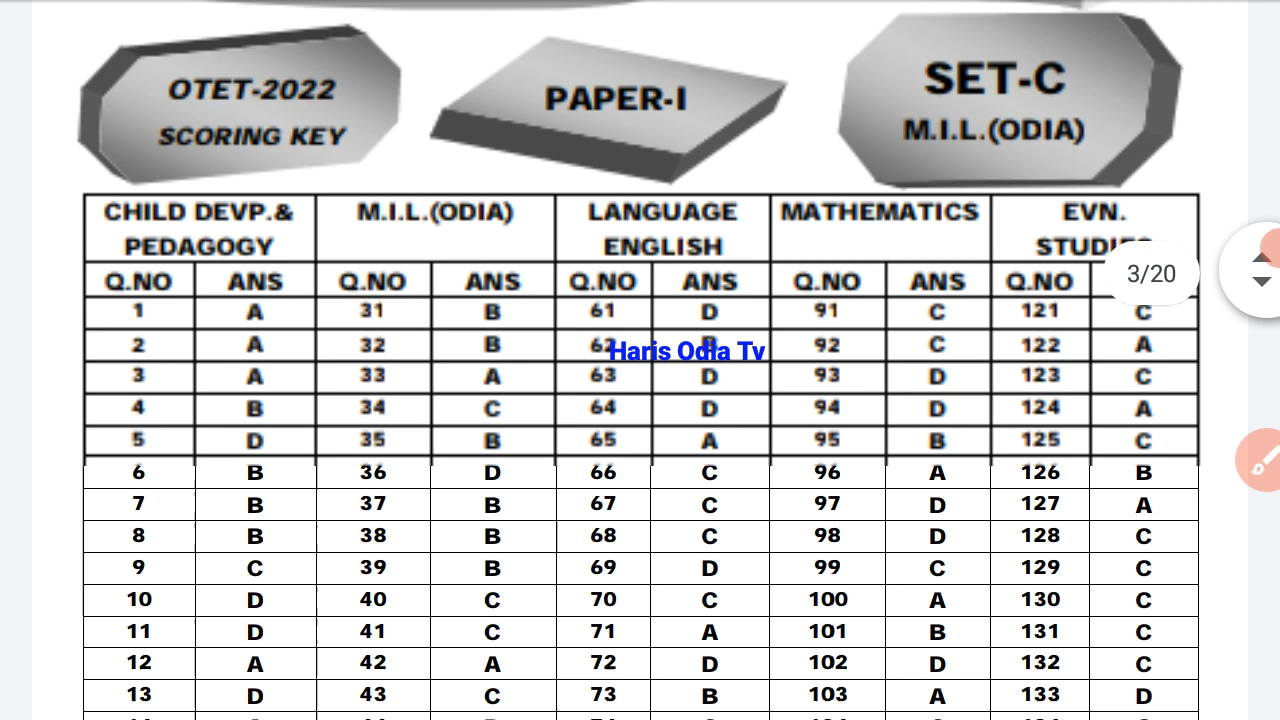 OTET-2022
SCORING KEY
PAPER-I
SET-C
M.I.L.(ODIA)
CHILD DEVP.& PEDAGOGY M.I.L.(ODIA) LANGUAGE ENGLISH MATHEMATICS EVN.
Q.NO ANS Q.NO ANS Q.NO ANS Q.NO ANS Q.NO
3/20
1 A 31 B 61 D 91 C 121 C
2 A 32 B 62 92 C 122 A
Haris Odia Tv
3 A 33 A 63 D 93 D 123 C
4 B 34 C 64 D 94 D 124 A
5 D 35 B 65 A 95 B 125 C
6 B 36 D 66 C 96 A 126 B
7 B 37 B 67 C 97 D 127 A
8 B 38 B 68 C 98 D 128 C
9 C 39 B 69 D 99 C 129 C
10 D 40 C 70 C 100 A 130 C
11 D 41 C 71 A 101 B 131 C
12 A 42 A 72 D 102 D 132 C
13 D 43 C 73 B 103 A 133 D